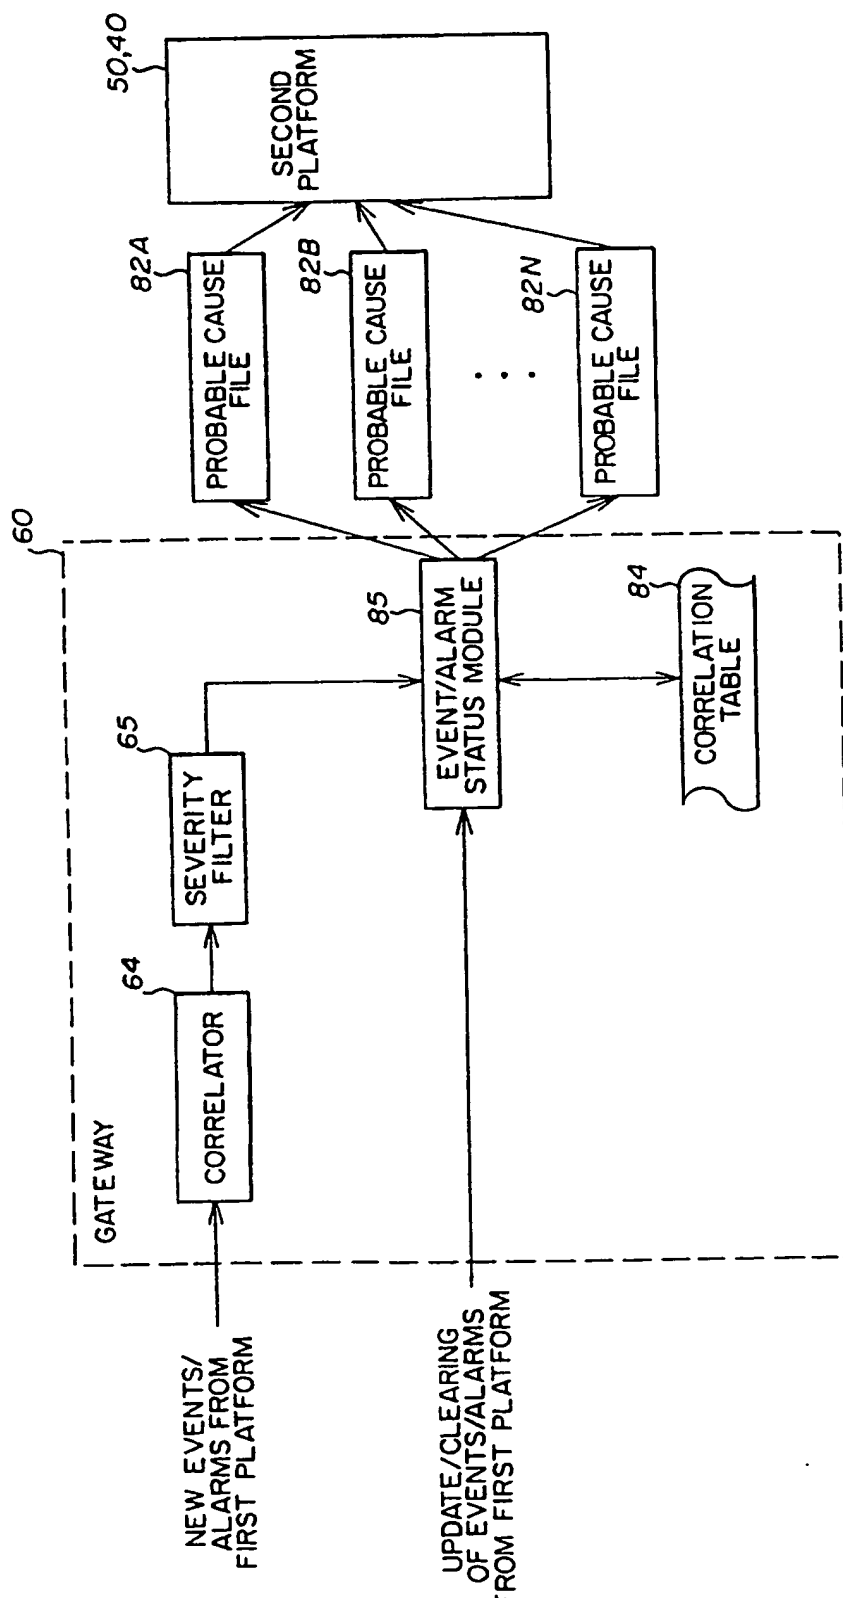 60
GATEWAY
NEW EVENTS/
ALARMS FROM
FIRST PLATFORM
64
CORRELATOR
65
SEVERITY
FILTER
UPDATE/CLEARING
OF EVENTS/ALARMS
FROM FIRST PLATFORM
85
EVENT/ALARM
STATUS MODULE
84
CORRELATION
TABLE
82A
PROBABLE CAUSE
FILE
82B
PROBABLE CAUSE
FILE
. . .
82N
PROBABLE CAUSE
FILE
50,40
SECOND
PLATFORM